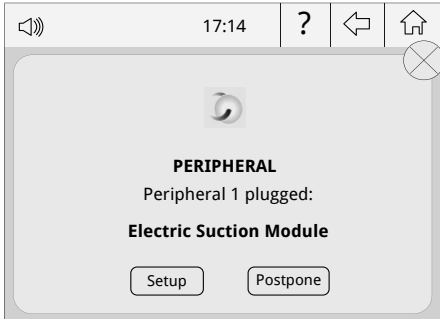 17:14
?
PERIPHERAL
Peripheral 1 plugged:
Electric Suction Module
Setup
Postpone